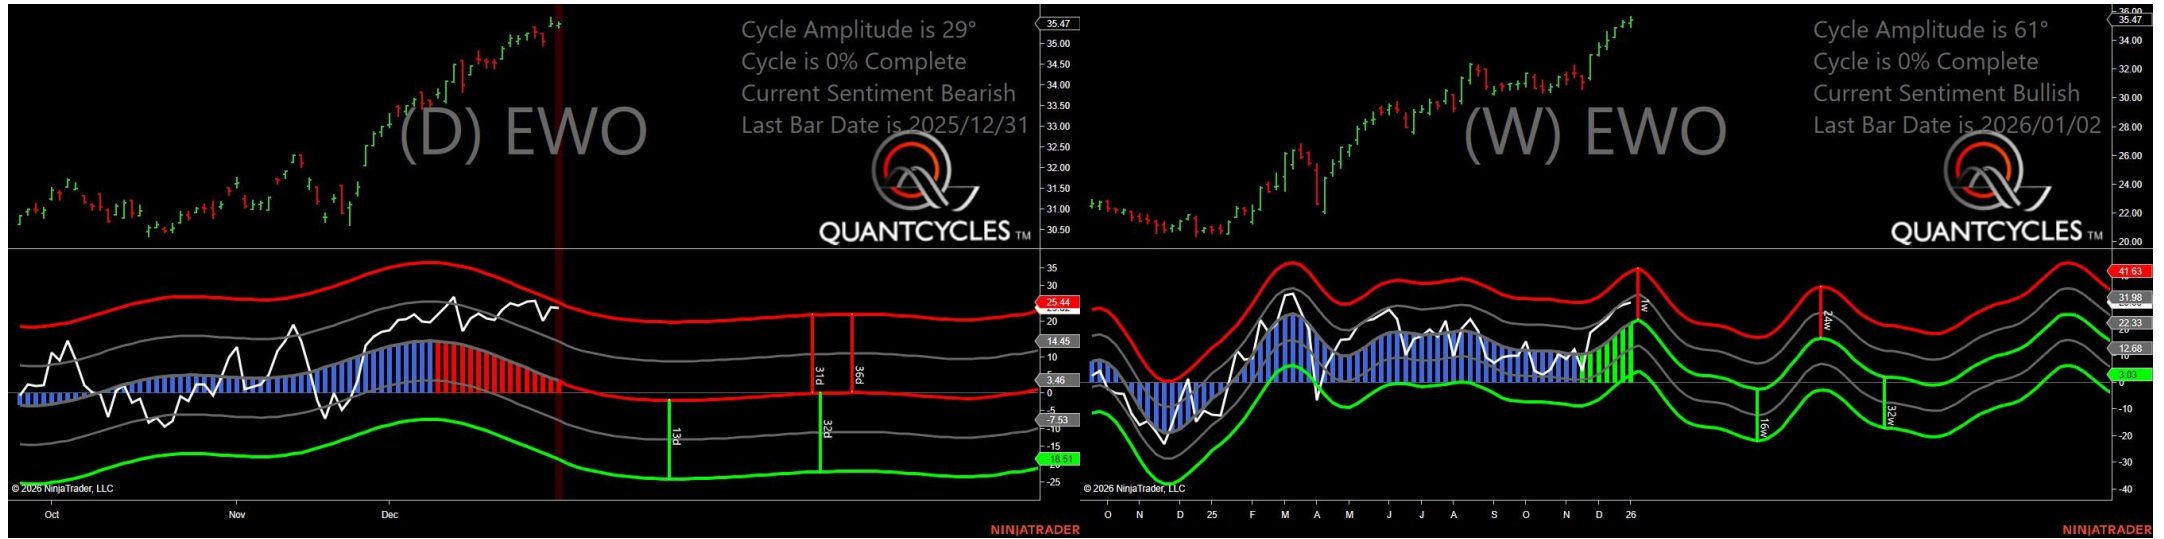 Cycle Amplitude is 29°
Cycle is 0% Complete
Current Sentiment Bearish
Last Bar Date is 2025/12/31
(D) EWO
QUANTCYCLES TM
35.47
35.00
34.50
34.00
33.50
33.00
32.50
32.00
31.50
31.00
30.50
35
30
25.44
20
14.45
10
3.46
0
-5
-7.53
-10
-15
-18.51
-25
31d
36d
13d
32d
© 2026 NinjaTrader, LLC
Oct
Nov
Dec
NINJATRADER
Cycle Amplitude is 61°
Cycle is 0% Complete
Current Sentiment Bullish
Last Bar Date is 2026/01/02
(W) EWO
QUANTCYCLES TM
36.00
35.47
34.00
32.00
30.00
28.00
26.00
24.00
22.00
20.00
41.63
31.98
22.33
12.68
3.03
0
-10
-20
-30
-40
1w
24w
16w
32w
© 2026 NinjaTrader, LLC
O
N
D
25
F
M
A
M
J
J
A
S
O
N
D
26
NINJATRADER